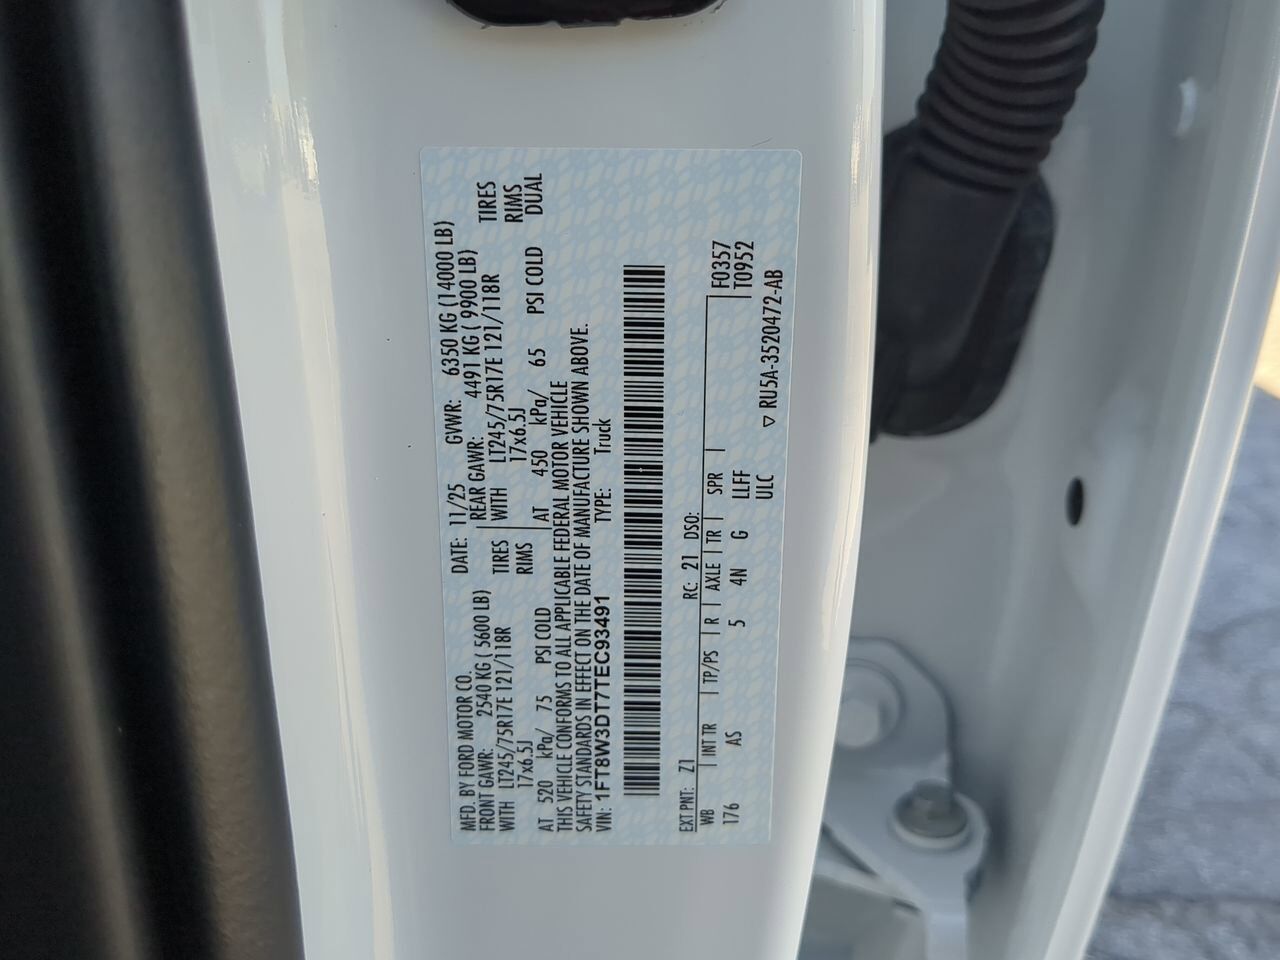 MFD. BY FORD MOTOR CO. DATE: 11/25 GVWR: 6350 KG (14000 LB)
FRONT GAWR: 2540 KG ( 5600 LB) REAR GAWR: 4491 KG ( 9900 LB)
WITH LT245/75R17E 121/118R TIRES WITH LT245/75R17E 121/118R TIRES
17x6.5J RIMS 17x6.5J RIMS
AT 520 kPa/ 75 PSI COLD AT 450 kPa/ 65 PSI COLD DUAL
THIS VEHICLE CONFORMS TO ALL APPLICABLE FEDERAL MOTOR VEHICLE
SAFETY STANDARDS IN EFFECT ON THE DATE OF MANUFACTURE SHOWN ABOVE.
VIN: 1FT8W3DT7TEC93491 TYPE: Truck
EXT PNT: Z1 RC: 21 DSO:
WB INT TR TP/PS R AXLE TR SPR F0357
176 AS 5 4N G LLFF T0952
ULC ▽ RU5A-3520472-AB